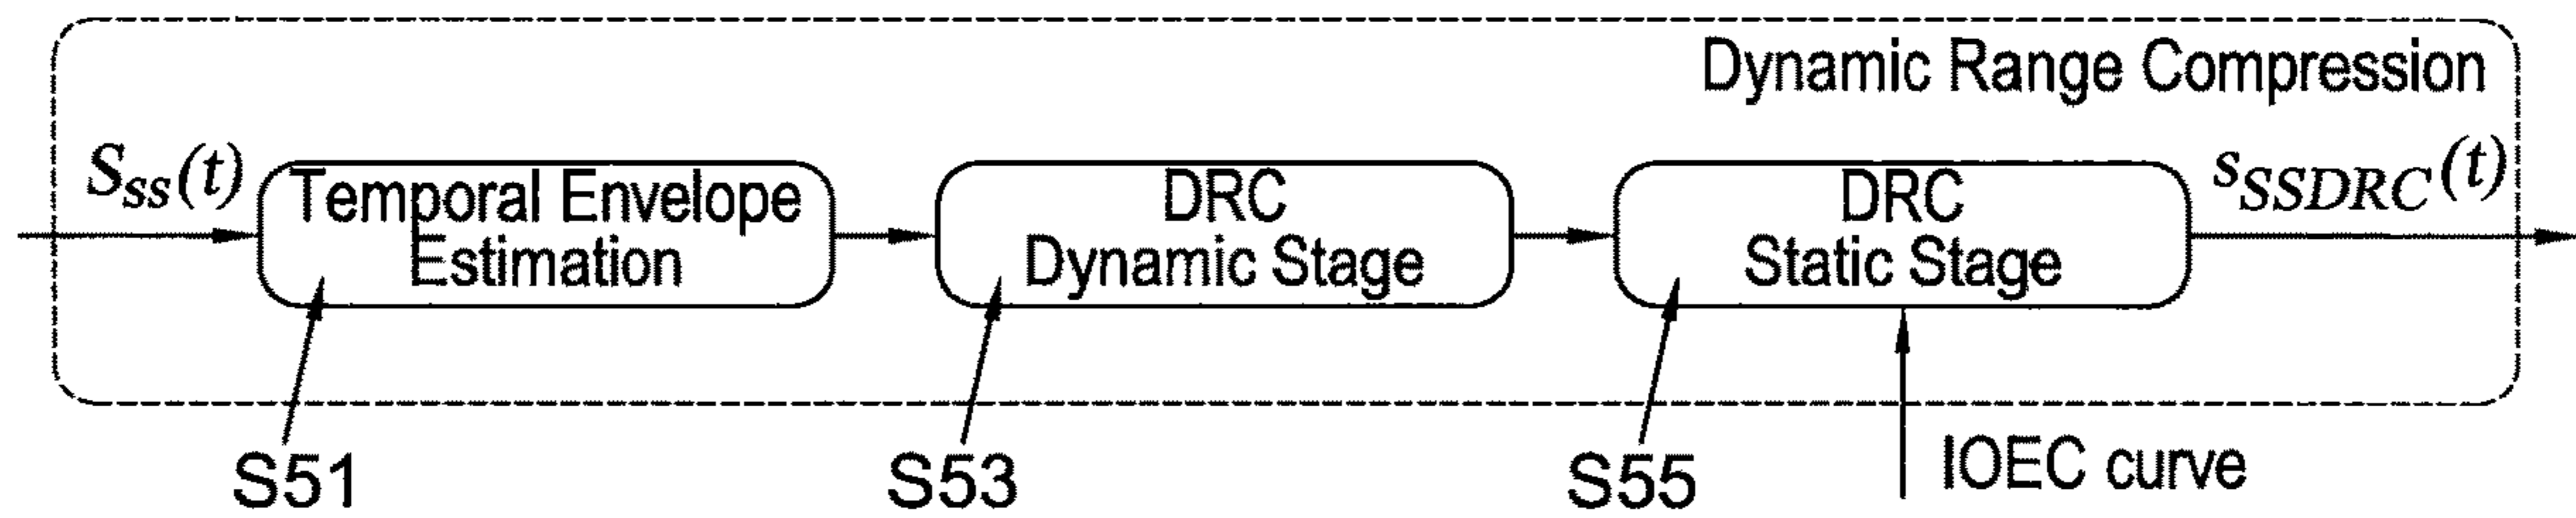 Dynamic Range Compression
S_ss(t)
Temporal Envelope
Estimation
DRC
Dynamic Stage
DRC
Static Stage
s_SSDRC(t)
S51
S53
S55
IOEC curve